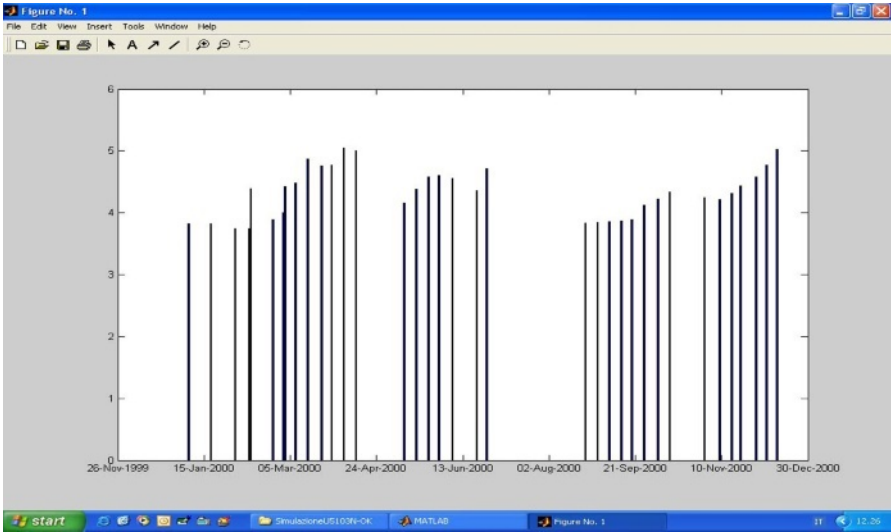 Figure No. 1
File Edit View Insert Tools Window Help
6
5
4
3
2
1
0
26-Nov-1999 15-Jan-2000 05-Mar-2000 24-Apr-2000 13-Jun-2000 02-Aug-2000 21-Sep-2000 10-Nov-2000 30-Dec-2000
start SimulazioneU5103N-OK MATLAB Figure No. 1 IT 12.26